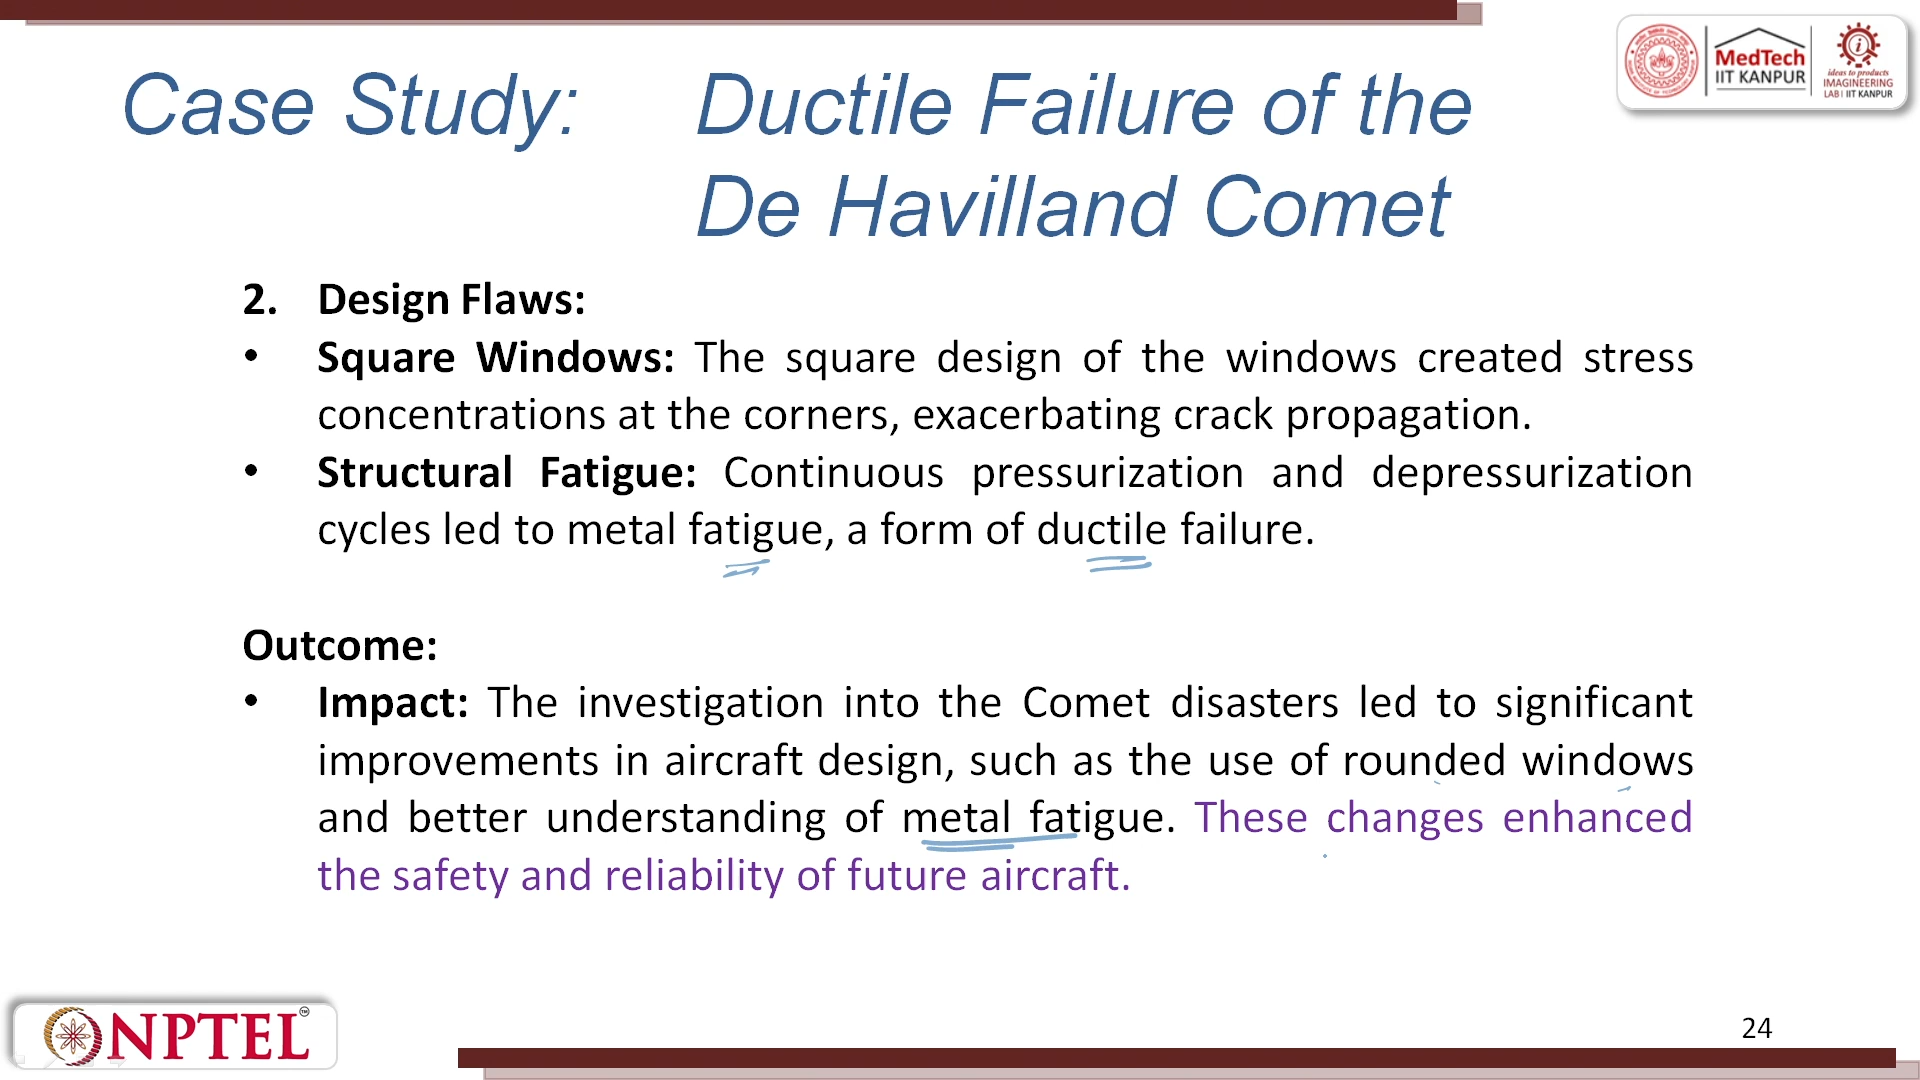 Case Study: Ductile Failure of the
De Havilland Comet
MedTech
IIT KANPUR
ideas to products
IMAGINEERING
LAB | IIT KANPUR
2. Design Flaws:
• Square Windows: The square design of the windows created stress
concentrations at the corners, exacerbating crack propagation.
• Structural Fatigue: Continuous pressurization and depressurization
cycles led to metal fatigue, a form of ductile failure.
Outcome:
• Impact: The investigation into the Comet disasters led to significant
improvements in aircraft design, such as the use of rounded windows
and better understanding of metal fatigue. These changes enhanced
the safety and reliability of future aircraft.
NPTEL™
24